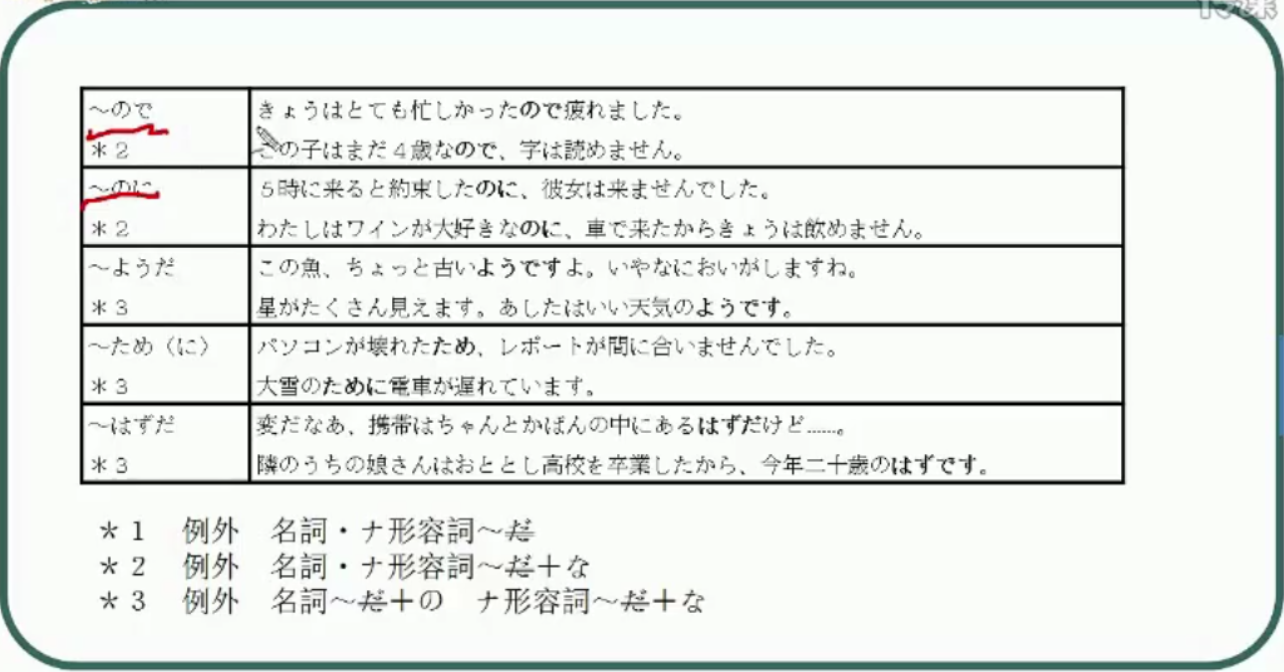 ~ので
きょうはとても忙しかったので疲れました。
*2
この子はまだ4歳なので、字は読めません。
~のに
5時に来ると約束したのに、彼女は来ませんでした。
*2
わたしはワインが大好きなのに、車で来たからきょうは飲めません。
~ようだ
この魚、ちょっと古いようですよ。いやなにおいがしますね。
*3
星がたくさん見えます。あしたはいい天気のようです。
~ため(に)
パソコンが壊れたため、レポートが間に合いませんでした。
*3
大雪のために電車が遅れています。
~はずだ
変だなあ、携帯はちゃんとかばんの中にあるはずだけど……。
*3
隣のうちの娘さんはおととし高校を卒業したから、今年二十歳のはずです。
*1 例外 名詞・ナ形容詞~だ
*2 例外 名詞・ナ形容詞~だ+な
*3 例外 名詞~だ+の ナ形容詞~だ+な